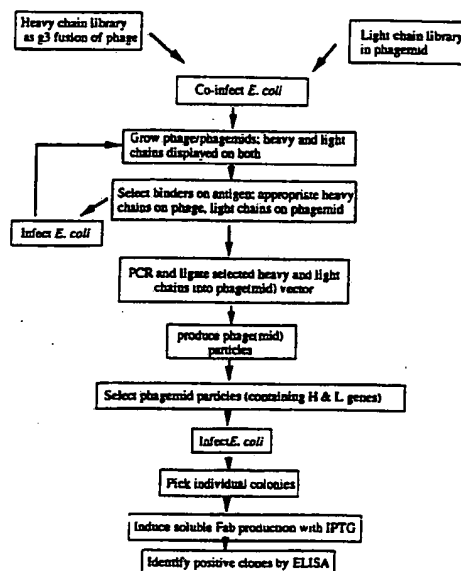 Heavy chain library
as g3 fusion of phage
Light chain library
in phagemid
Co-infect E. coli
Grow phage/phagemids; heavy and light
chains displayed on both
Select binders on antigen; appropriate heavy
chains on phage, light chains on phagemid
Infect E. coli
PCR and ligate selected heavy and light
chains into phage(mid) vector
produce phage(mid)
particles
Select phagemid particles (containing H & L genes)
InfectE. coli
Pick individual colonies
Induce soluble Fab production with IPTG
Identify positive clones by ELISA